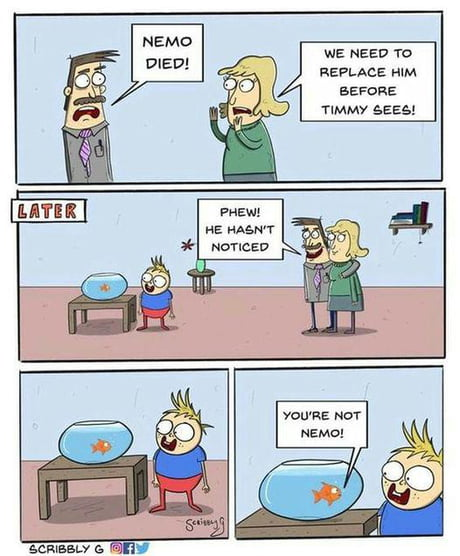 NEMO
DIED!
WE NEED TO
REPLACE HIM
BEFORE
TIMMY SEES!
LATER
PHEW!
HE HASN'T
NOTICED
Scribbly G
YOU'RE NOT
NEMO!
SCRIBBLY G